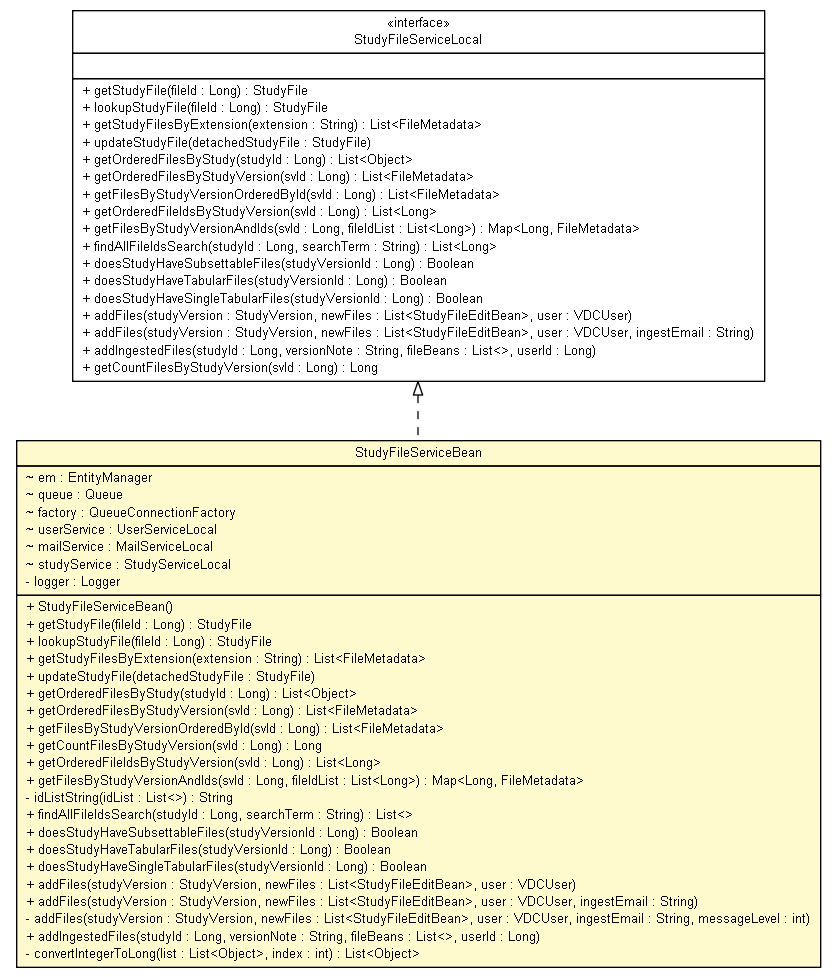 «interface»
StudyFileServiceLocal
+ getStudyFile(fileId : Long) : StudyFile
+ lookupStudyFile(fileId : Long) : StudyFile
+ getStudyFilesByExtension(extension : String) : List<FileMetadata>
+ updateStudyFile(detachedStudyFile : StudyFile)
+ getOrderedFilesByStudy(studyId : Long) : List<Object>
+ getOrderedFilesByStudyVersion(svId : Long) : List<FileMetadata>
+ getFilesByStudyVersionOrderedById(svId : Long) : List<FileMetadata>
+ getOrderedFileIdsByStudyVersion(svId : Long) : List<Long>
+ getFilesByStudyVersionAndIds(svId : Long, fileIdList : List<Long>) : Map<Long, FileMetadata>
+ findAllFileIdsSearch(studyId : Long, searchTerm : String) : List<Long>
+ doesStudyHaveSubsettableFiles(studyVersionId : Long) : Boolean
+ doesStudyHaveTabularFiles(studyVersionId : Long) : Boolean
+ doesStudyHaveSingleTabularFiles(studyVersionId : Long) : Boolean
+ addFiles(studyVersion : StudyVersion, newFiles : List<StudyFileEditBean>, user : VDCUser)
+ addFiles(studyVersion : StudyVersion, newFiles : List<StudyFileEditBean>, user : VDCUser, ingestEmail : String)
+ addIngestedFiles(studyId : Long, versionNote : String, fileBeans : List<>, userId : Long)
+ getCountFilesByStudyVersion(svId : Long) : Long
StudyFileServiceBean
~ em : EntityManager
~ queue : Queue
~ factory : QueueConnectionFactory
~ userService : UserServiceLocal
~ mailService : MailServiceLocal
~ studyService : StudyServiceLocal
- logger : Logger
+ StudyFileServiceBean()
+ getStudyFile(fileId : Long) : StudyFile
+ lookupStudyFile(fileId : Long) : StudyFile
+ getStudyFilesByExtension(extension : String) : List<FileMetadata>
+ updateStudyFile(detachedStudyFile : StudyFile)
+ getOrderedFilesByStudy(studyId : Long) : List<Object>
+ getOrderedFilesByStudyVersion(svId : Long) : List<FileMetadata>
+ getFilesByStudyVersionOrderedById(svId : Long) : List<FileMetadata>
+ getCountFilesByStudyVersion(svId : Long) : Long
+ getOrderedFileIdsByStudyVersion(svId : Long) : List<Long>
+ getFilesByStudyVersionAndIds(svId : Long, fileIdList : List<Long>) : Map<Long, FileMetadata>
- idListString(idList : List<>) : String
+ findAllFileIdsSearch(studyId : Long, searchTerm : String) : List<>
+ doesStudyHaveSubsettableFiles(studyVersionId : Long) : Boolean
+ doesStudyHaveTabularFiles(studyVersionId : Long) : Boolean
+ doesStudyHaveSingleTabularFiles(studyVersionId : Long) : Boolean
+ addFiles(studyVersion : StudyVersion, newFiles : List<StudyFileEditBean>, user : VDCUser)
+ addFiles(studyVersion : StudyVersion, newFiles : List<StudyFileEditBean>, user : VDCUser, ingestEmail : String)
- addFiles(studyVersion : StudyVersion, newFiles : List<StudyFileEditBean>, user : VDCUser, ingestEmail : String, messageLevel : int)
+ addIngestedFiles(studyId : Long, versionNote : String, fileBeans : List<>, userId : Long)
- convertIntegerToLong(list : List<Object>, index : int) : List<Object>